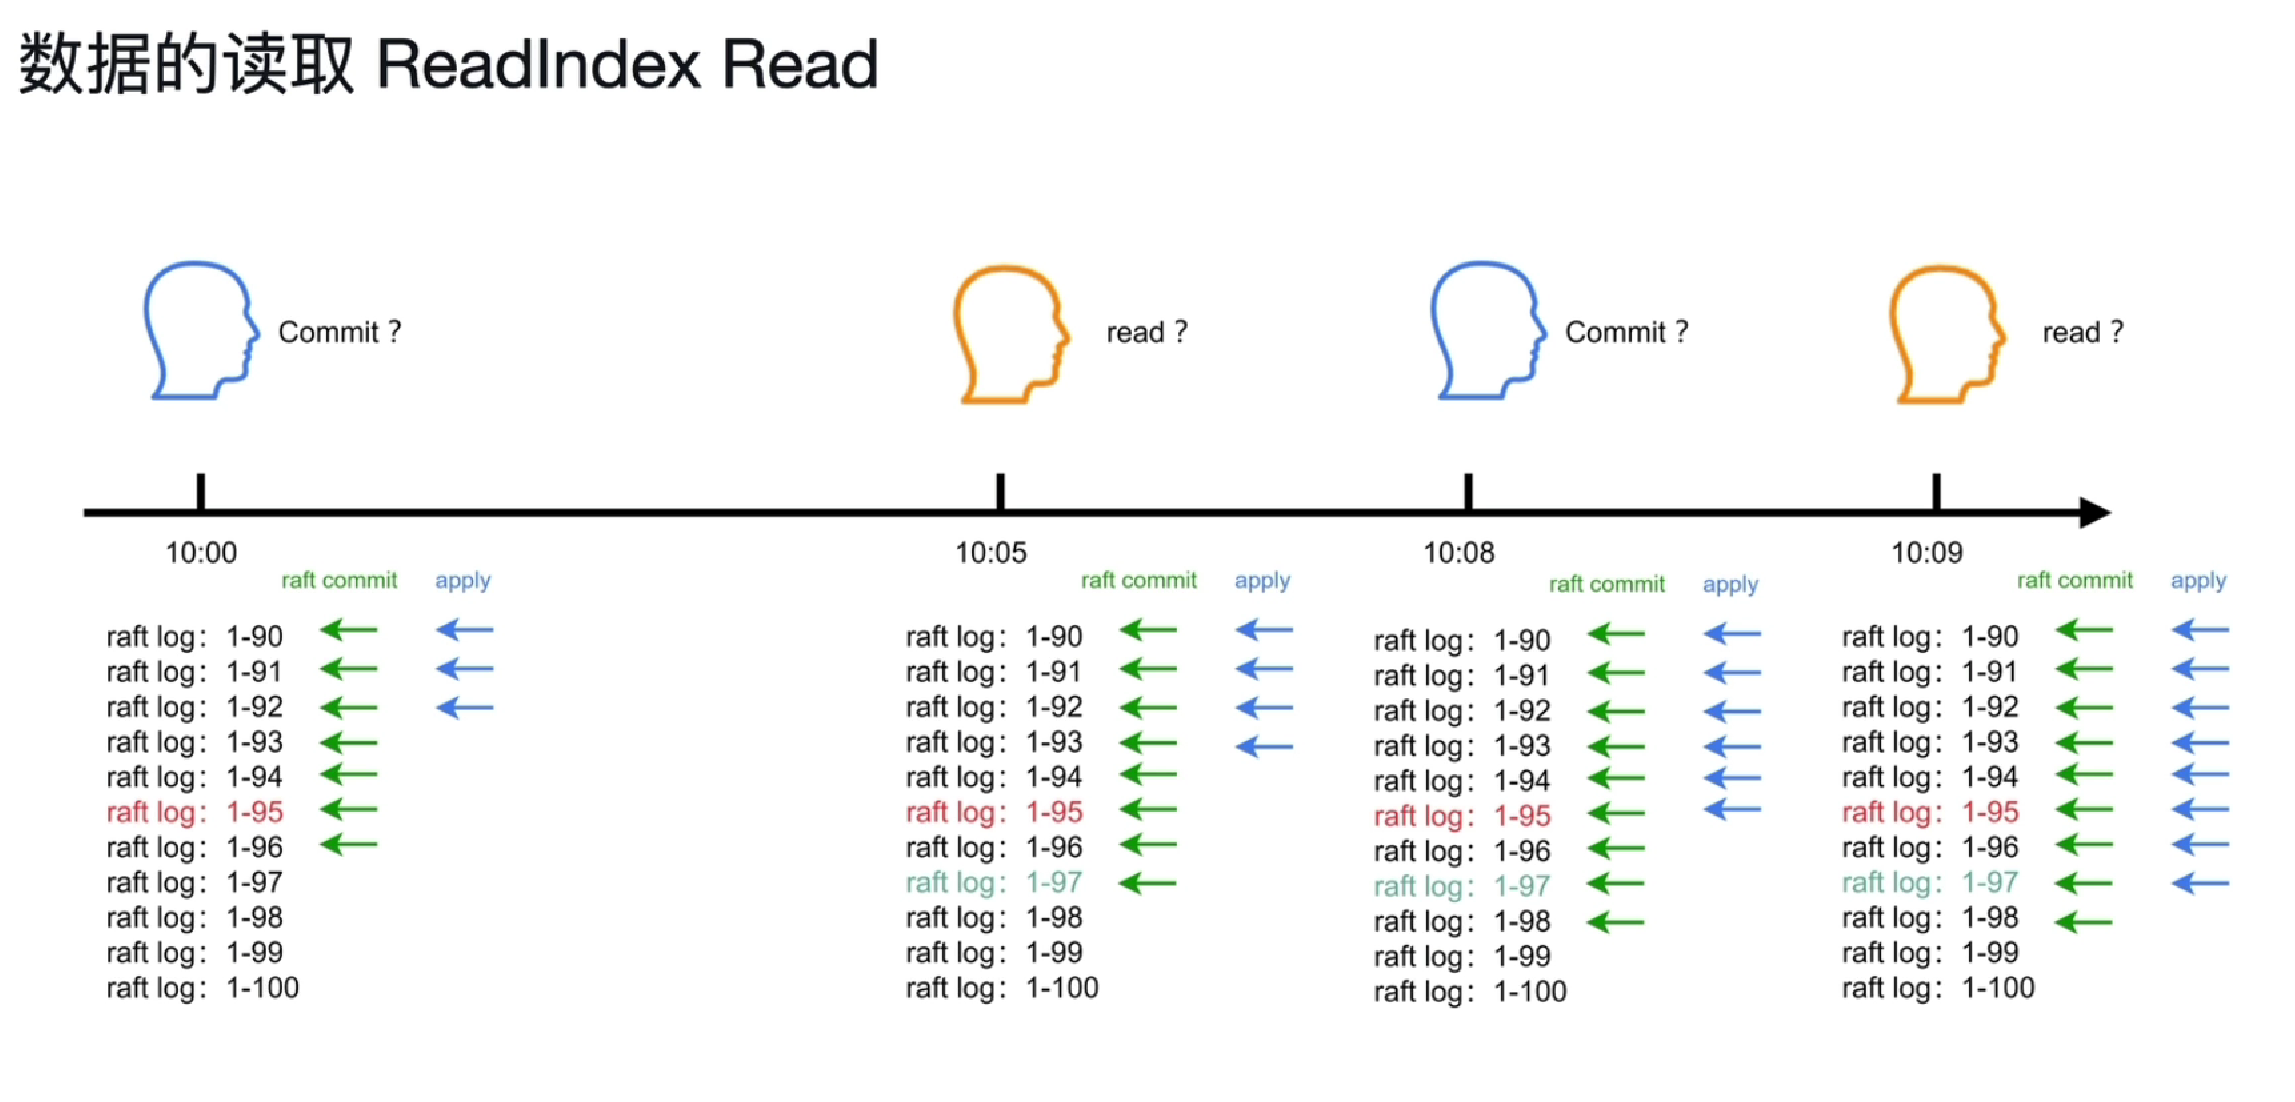 数据的读取 ReadIndex Read
Commit ?
read ?
Commit ?
read ?
10:00
10:05
10:08
10:09
raft commit apply
raft log： 1-90
raft log： 1-91
raft log： 1-92
raft log： 1-93
raft log： 1-94
raft log： 1-95
raft log： 1-96
raft log： 1-97
raft log： 1-98
raft log： 1-99
raft log： 1-100
raft commit apply
raft log： 1-90
raft log： 1-91
raft log： 1-92
raft log： 1-93
raft log： 1-94
raft log： 1-95
raft log： 1-96
raft log： 1-97
raft log： 1-98
raft log： 1-99
raft log： 1-100
raft commit apply
raft log： 1-90
raft log： 1-91
raft log： 1-92
raft log： 1-93
raft log： 1-94
raft log： 1-95
raft log： 1-96
raft log： 1-97
raft log： 1-98
raft log： 1-99
raft log： 1-100
raft commit apply
raft log： 1-90
raft log： 1-91
raft log： 1-92
raft log： 1-93
raft log： 1-94
raft log： 1-95
raft log： 1-96
raft log： 1-97
raft log： 1-98
raft log： 1-99
raft log： 1-100